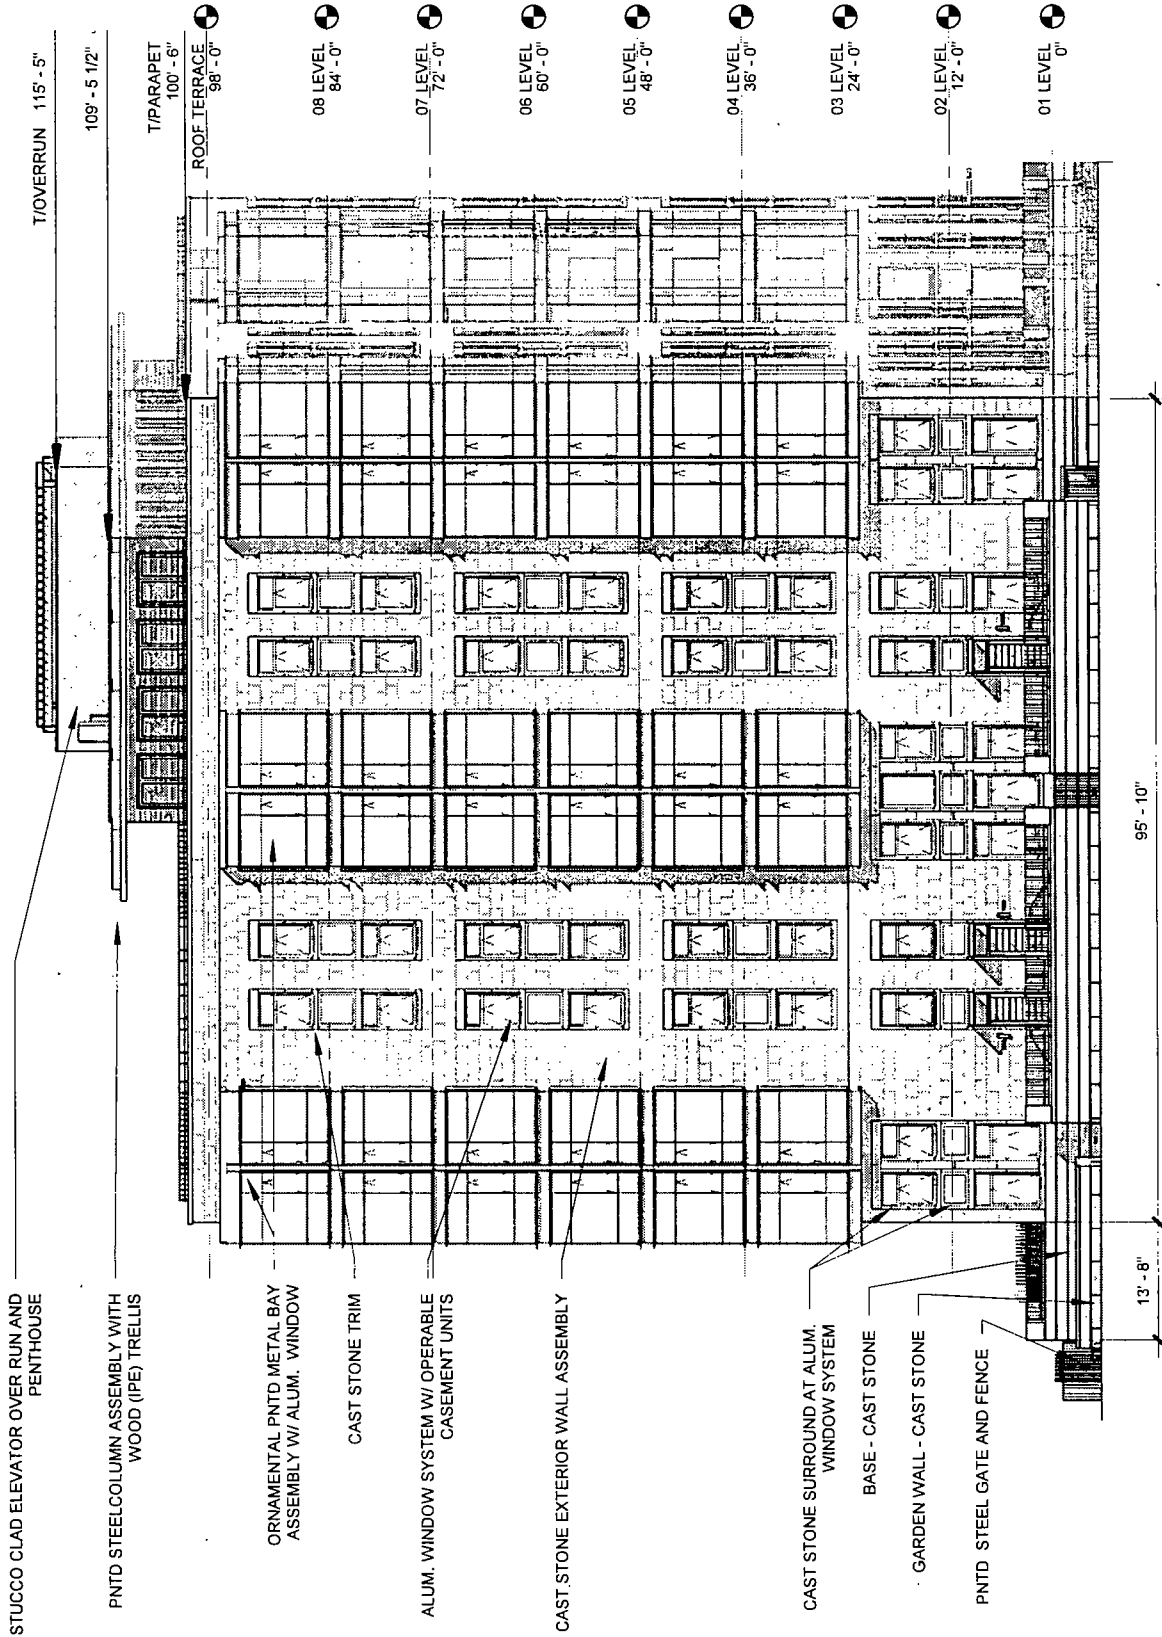 STUCCO CLAD ELEVATOR OVER RUN AND
PENTHOUSE
PNTD STEELCOLUMN ASSEMBLY WITH
WOOD (IPE) TRELLIS
ORNAMENTAL PNTD METAL BAY
ASSEMBLY W/ ALUM. WINDOW
CAST STONE TRIM
ALUM. WINDOW SYSTEM W/ OPERABLE
CASEMENT UNITS
CAST STONE EXTERIOR WALL ASSEMBLY
CAST STONE SURROUND AT ALUM.
WINDOW SYSTEM
BASE - CAST STONE
GARDEN WALL - CAST STONE
PNTD STEEL GATE AND FENCE
T/OVERRUN 115' - 5"
109' - 5 1/2"
T/PARAPET
100' - 6"
ROOF TERRACE
98' - 0"
08 LEVEL
84' - 0"
07 LEVEL
72' - 0"
06 LEVEL
60' - 0"
05 LEVEL
48' - 0"
04 LEVEL
36' - 0"
03 LEVEL
24' - 0"
02 LEVEL
12' - 0"
01 LEVEL
0"
13' - 8"
95' - 10"